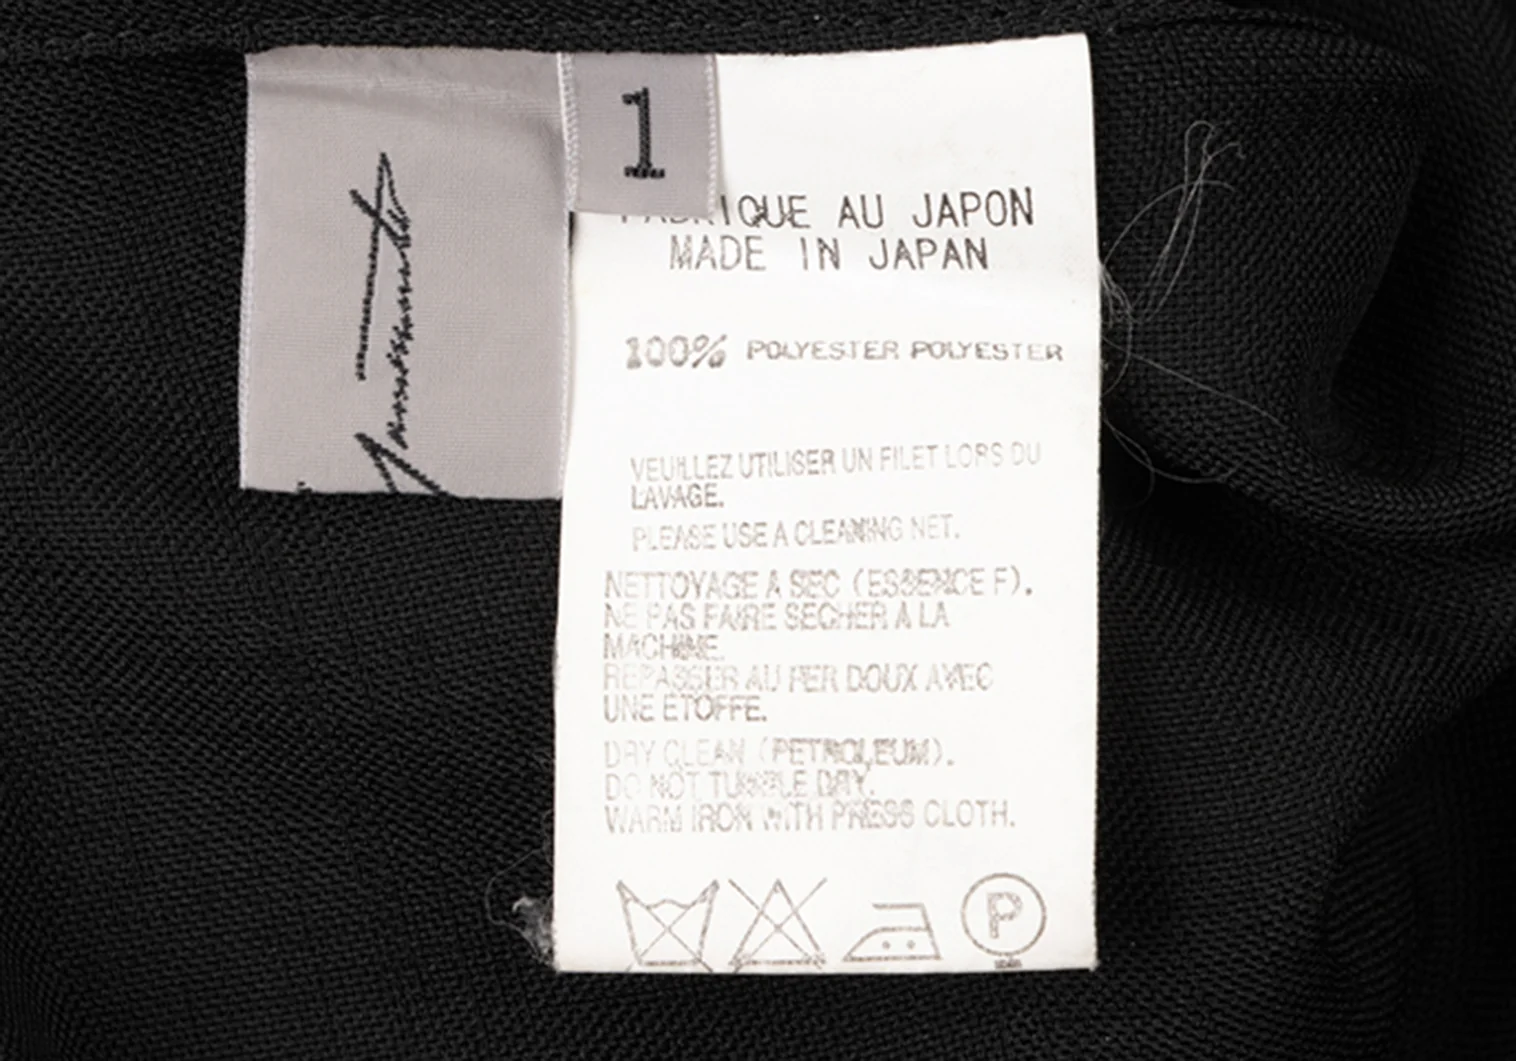 1
FABRIQUE AU JAPON
MADE IN JAPAN
100% POLYESTER POLYESTER
VEUILLEZ UTILISER UN FILET LORS DU
LAVAGE.
PLEASE USE A CLEANING NET.
NETTOYAGE A SEC (ESSENCE F).
NE PAS FAIRE SECHER A LA
MACHINE.
REPASSER AU FER DOUX AVEC
UNE ETOFFE.
DRY CLEAN (PETROLEUM).
DO NOT TUMBLE DRY.
WARM IRON WITH PRESS CLOTH.
P